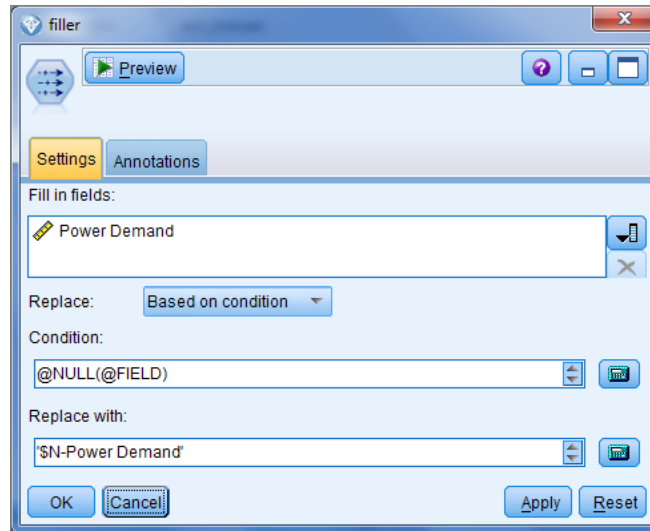 filler
Preview
Settings Annotations
Fill in fields:
Power Demand
Replace: Based on condition
Condition:
@NULL(@FIELD)
Replace with:
'$N-Power Demand'
OK Cancel Apply Reset